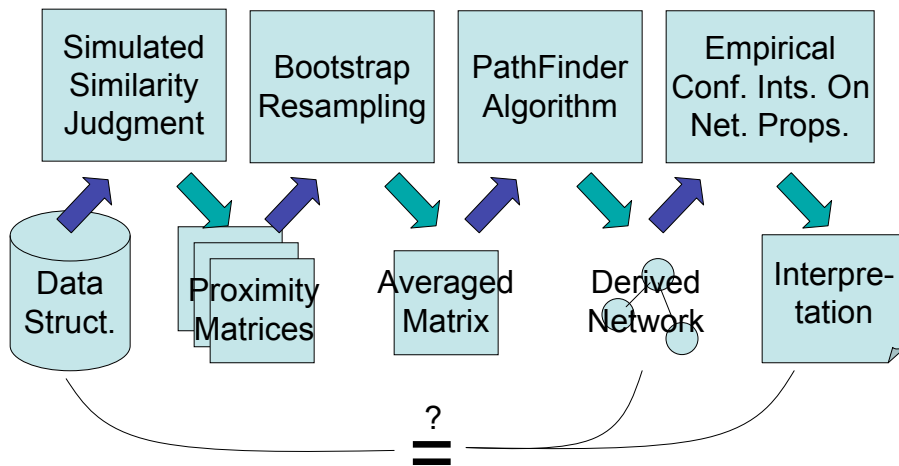 Simulated
Similarity
Judgment
Bootstrap
Resampling
PathFinder
Algorithm
Empirical
Conf. Ints. On
Net. Props.
Data
Struct.
Proximity
Matrices
Averaged
Matrix
Derived
Network
Interpre-
tation
?
=